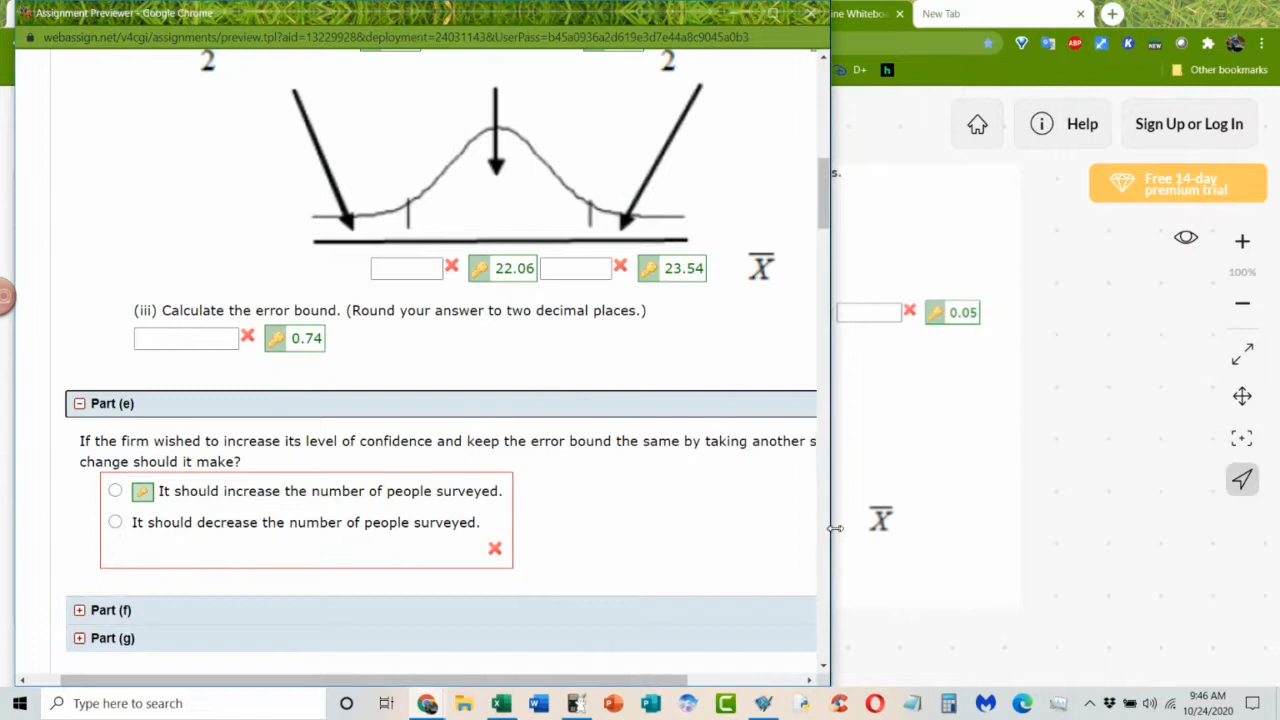 Assignment Previewer - Google Chrome
ine Whiteboa
New Tab
webassign.net/v4cgi/assignments/preview.tpl?aid=13229928&deployment=24031143&UserPass=b45a0936a2d619e3d7e44a8c9045a0b3
ABP
K
NEW
D+
h
Other bookmarks
2
2
Help
Sign Up or Log In
s.
Free 14-day
premium trial
22.06
23.54
X
100%
(iii) Calculate the error bound. (Round your answer to two decimal places.)
0.05
0.74
Part (e)
If the firm wished to increase its level of confidence and keep the error bound the same by taking another s
change should it make?
It should increase the number of people surveyed.
It should decrease the number of people surveyed.
X
Part (f)
Part (g)
Type here to search
9:46 AM
10/24/2020